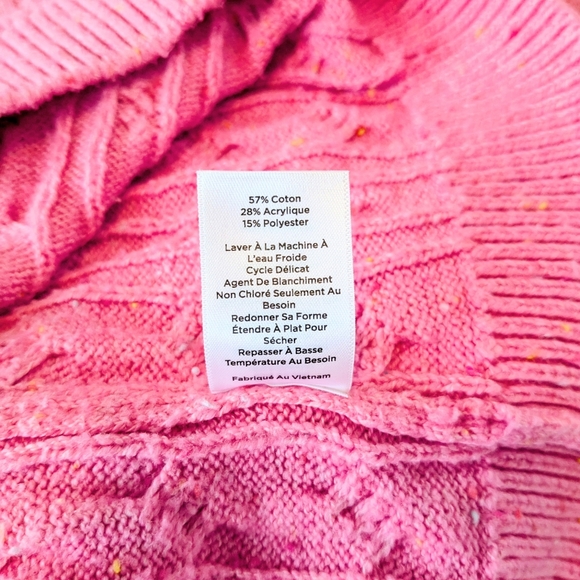 57% Coton
28% Acrylique
15% Polyester
Laver À La Machine À
L'eau Froide
Cycle Délicat
Agent De Blanchiment
Non Chloré Seulement Au
Besoin
Redonner Sa Forme
Étendre À Plat Pour
Sécher
Repasser À Basse
Température Au Besoin
Fabriqué Au Vietnam